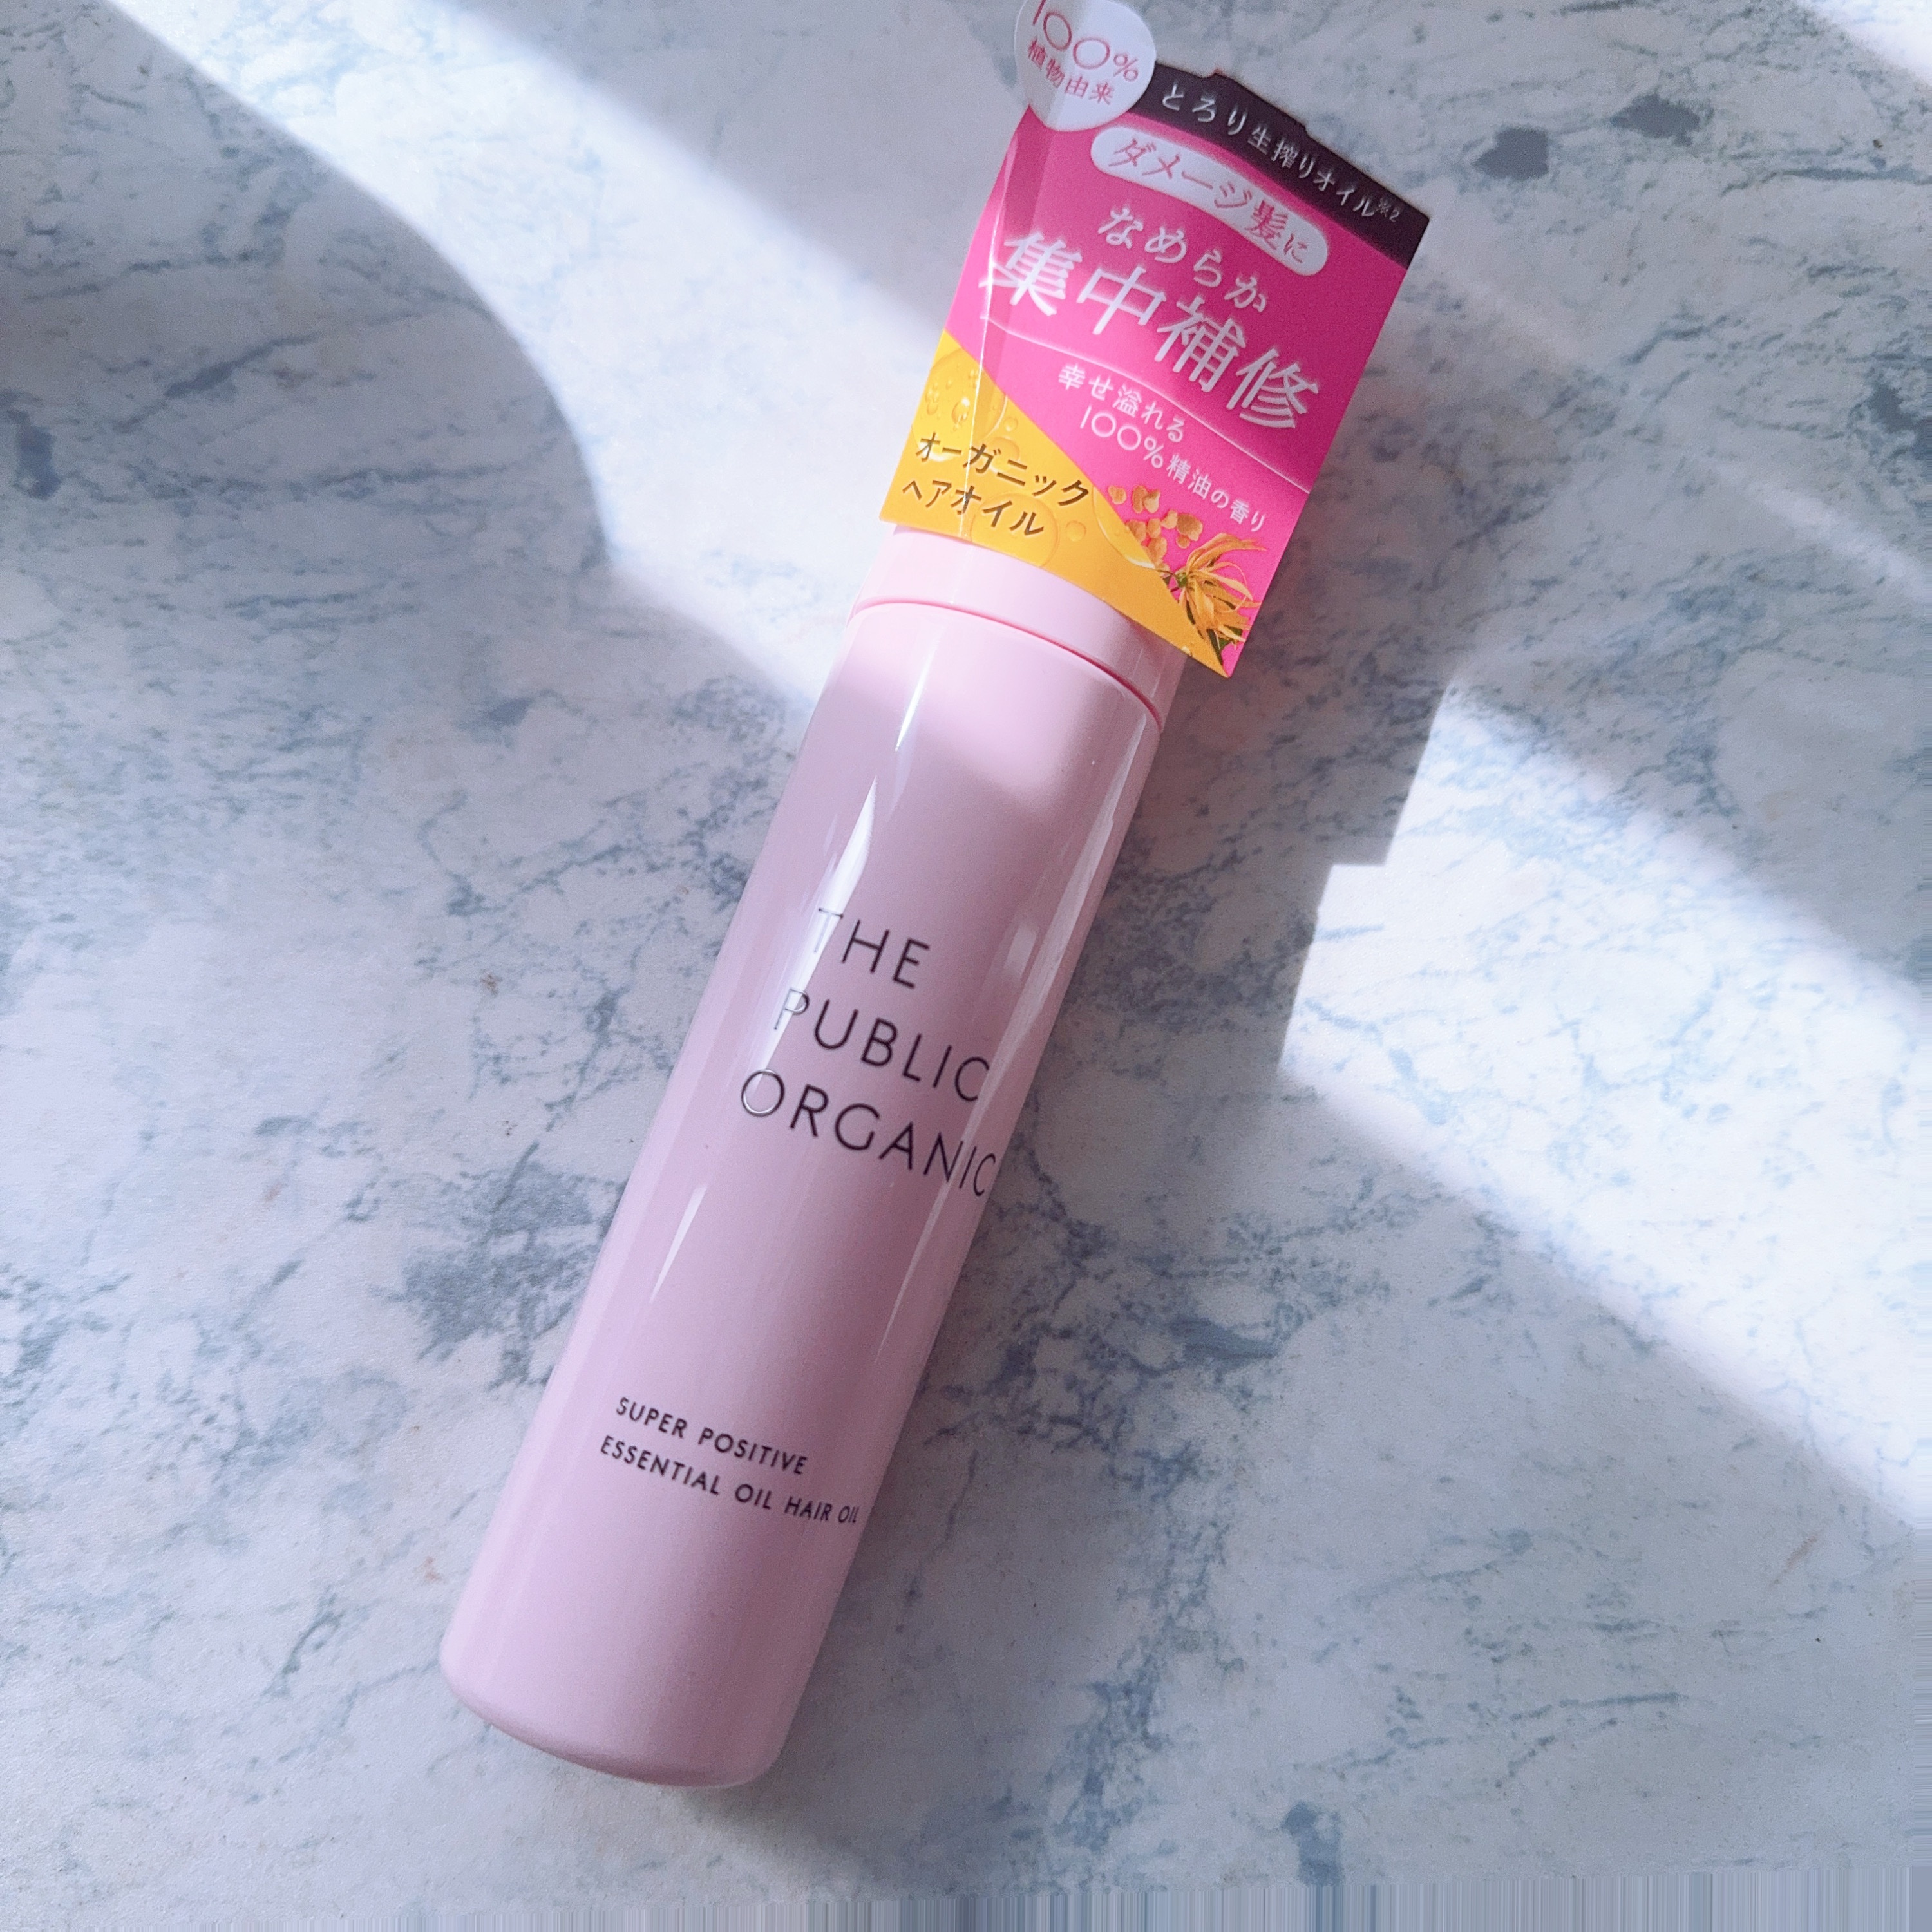 100%
植物由来
とろり生搾りオイル※2
ダメージ髪に
なめらか
集中補修
幸せ溢れる
100%精油の香り
オーガニック
ヘアオイル
THE
PUBLIC
ORGANIC
SUPER POSITIVE
ESSENTIAL OIL HAIR OIL